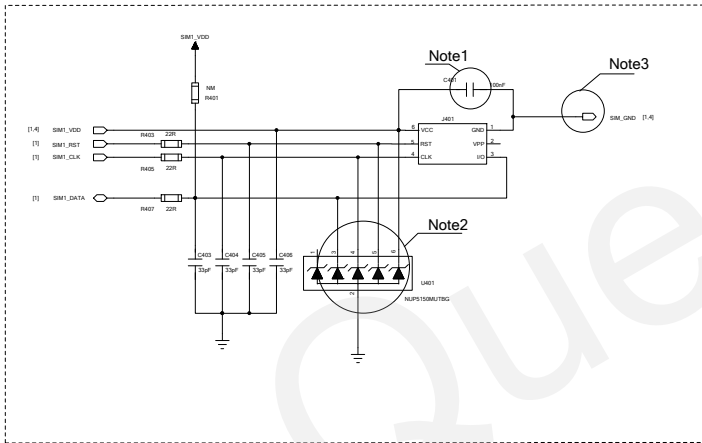 SIM1_VDD
Note1
Note3
C401
100nF
NM
R401
J401
[1,4] SIM1_VDD
R403 22R
6 VCC GND 1
SIM_GND [1,4]
[1] SIM1_RST
5 RST VPP 2
[1] SIM1_CLK
4 CLK I/O 3
R405 22R
[1] SIM1_DATA
R407 22R
Note2
C403 C404 C405 C406
33pF 33pF 33pF 33pF
1 3 4 5 6
U401
2
NUP5150MUTBG
Que